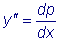 y" = dp/dx